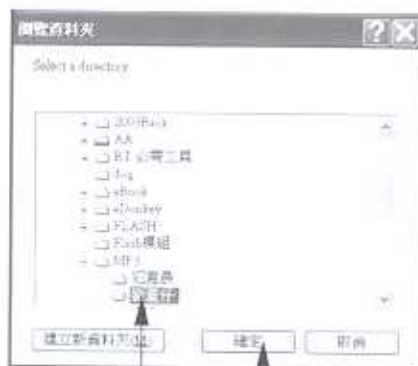 瀏覽資料夾
Select a directory
AA
BT 必需工具
eBook
eDonkey
FLASH
Flash模組
MP3
建立新資料夾(M)
確定
取消